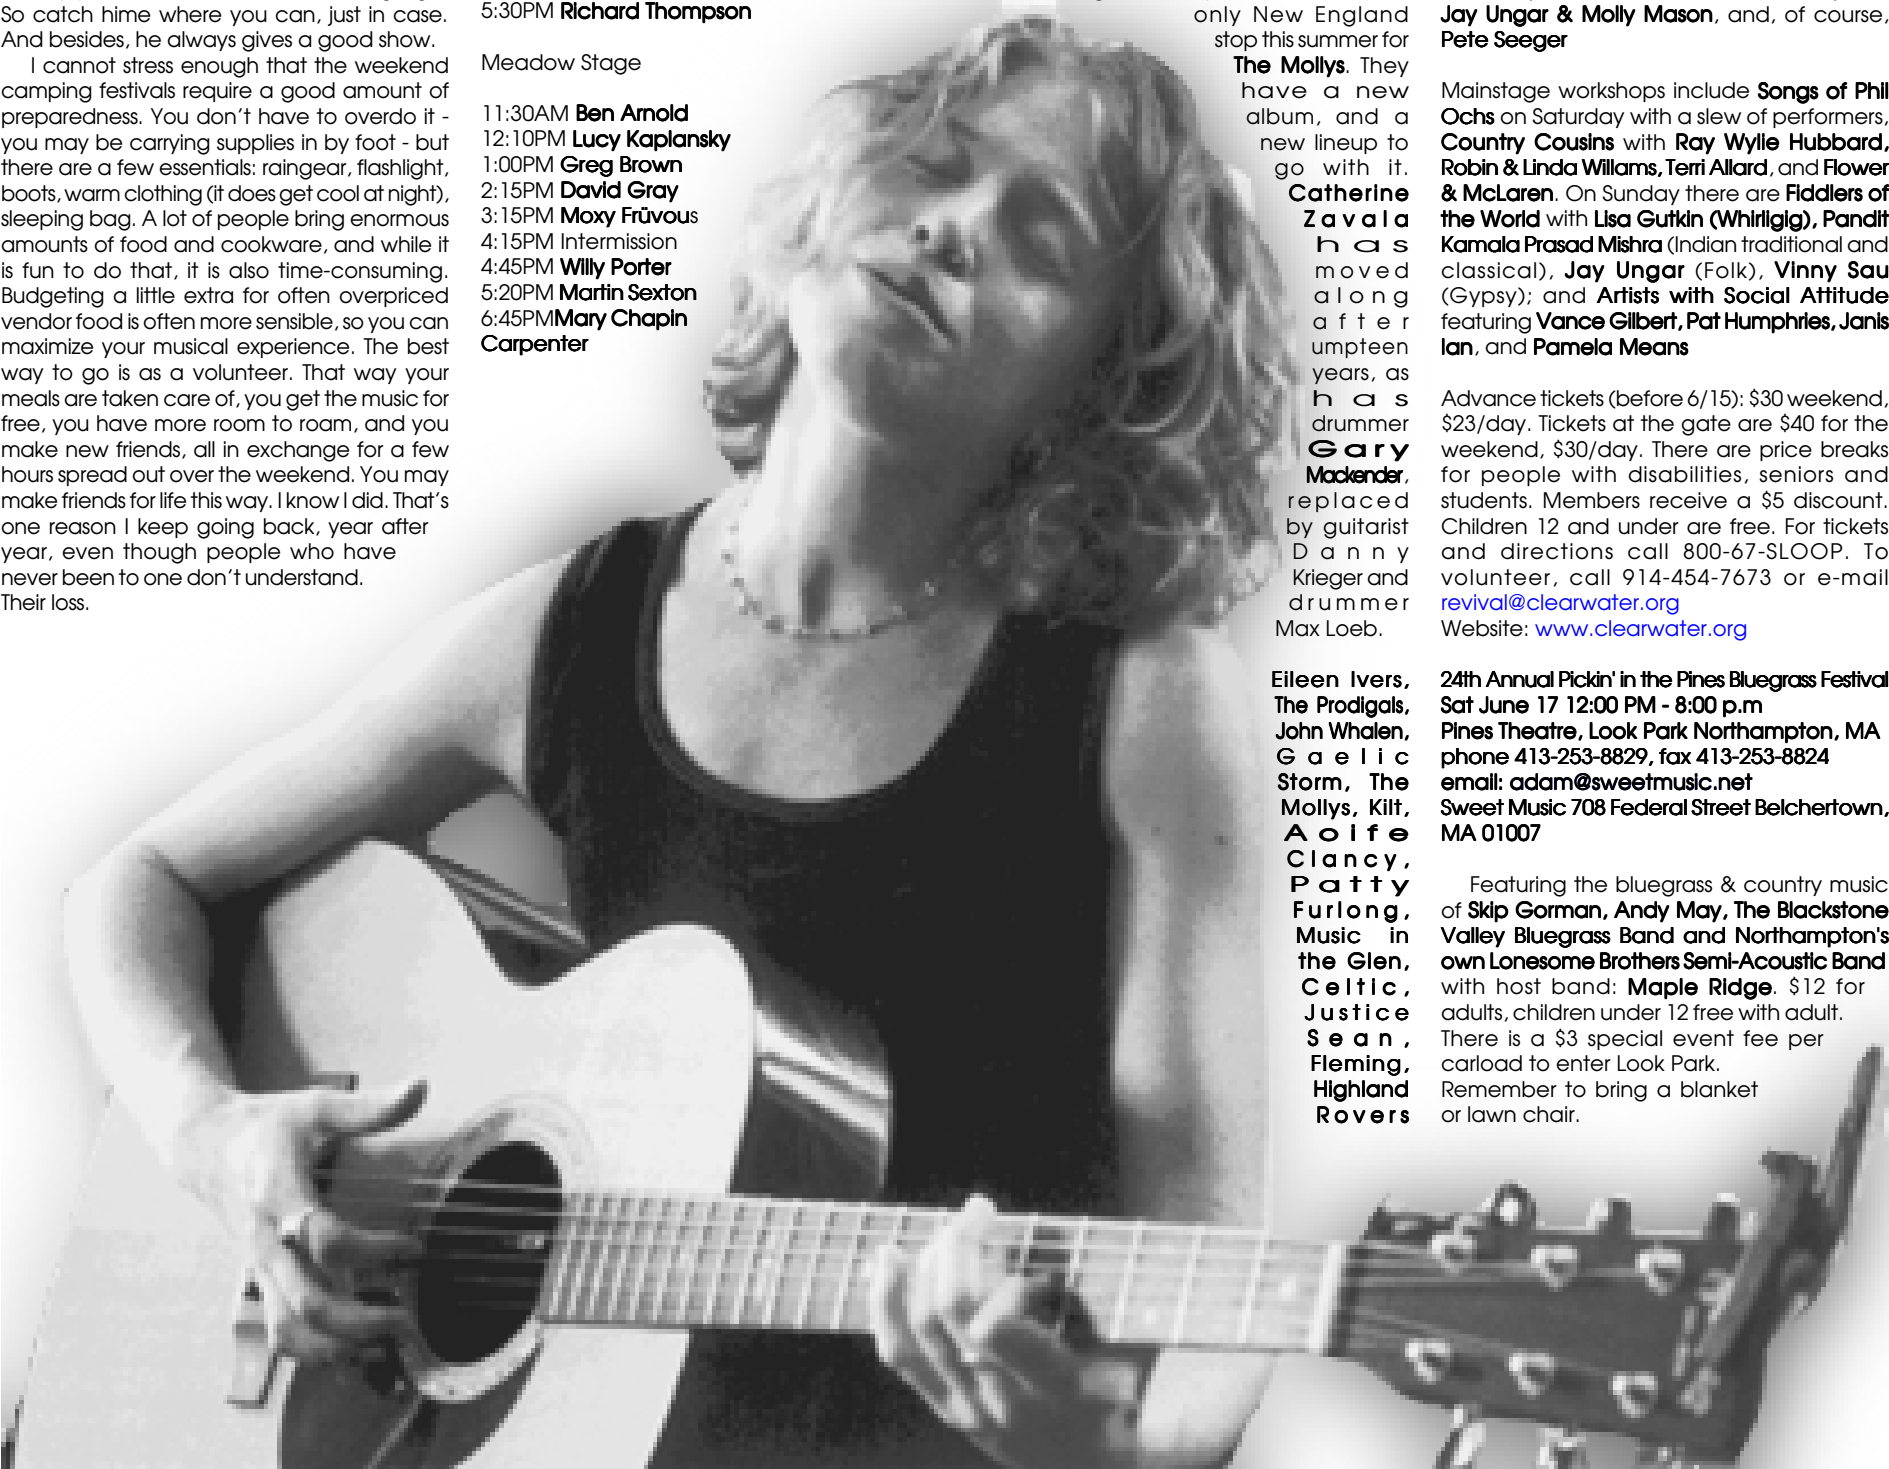 So catch hime where you can, just in case.
And besides, he always gives a good show.
I cannot stress enough that the weekend
camping festivals require a good amount of
preparedness. You don't have to overdo it -
you may be carrying supplies in by foot - but
there are a few essentials: raingear, flashlight,
boots, warm clothing (it does get cool at night),
sleeping bag. A lot of people bring enormous
amounts of food and cookware, and while it
is fun to do that, it is also time-consuming.
Budgeting a little extra for often overpriced
vendor food is often more sensible, so you can
maximize your musical experience. The best
way to go is as a volunteer. That way your
meals are taken care of, you get the music for
free, you have more room to roam, and you
make new friends, all in exchange for a few
hours spread out over the weekend. You may
make friends for life this way. I know I did. That's
one reason I keep going back, year after
year, even though people who have
never been to one don't understand.
Their loss.
5:30PM Richard Thompson
Meadow Stage
11:30AM Ben Arnold
12:10PM Lucy Kaplansky
1:00PM Greg Brown
2:15PM David Gray
3:15PM Moxy Früvous
4:15PM Intermission
4:45PM Willy Porter
5:20PM Martin Sexton
6:45PMMary Chapin
Carpenter
only New England
stop this summer for
The Mollys. They
have a new
album, and a
new lineup to
go with it.
Catherine
Zavala
has
moved
along
after
umpteen
years, as
has
drummer
Gary
Mackender,
replaced
by guitarist
Danny
Krieger and
drummer
Max Loeb.
Eileen Ivers,
The Prodigals,
John Whalen,
Gaelic
Storm, The
Mollys, Kilt,
Aoife
Clancy,
Patty
Furlong,
Music in
the Glen,
Celtic,
Justice
Sean,
Fleming,
Highland
Rovers
Jay Ungar & Molly Mason, and, of course,
Pete Seeger
Mainstage workshops include Songs of Phil
Ochs on Saturday with a slew of performers,
Country Cousins with Ray Wylie Hubbard,
Robin & Linda Willams, Terri Allard, and Flower
& McLaren. On Sunday there are Fiddlers of
the World with Lisa Gutkin (Whirligig), Pandit
Kamala Prasad Mishra (Indian traditional and
classical), Jay Ungar (Folk), Vinny Sau
(Gypsy); and Artists with Social Attitude
featuring Vance Gilbert, Pat Humphries, Janis
Ian, and Pamela Means
Advance tickets (before 6/15): $30 weekend,
$23/day. Tickets at the gate are $40 for the
weekend, $30/day. There are price breaks
for people with disabilities, seniors and
students. Members receive a $5 discount.
Children 12 and under are free. For tickets
and directions call 800-67-SLOOP. To
volunteer, call 914-454-7673 or e-mail
revival@clearwater.org
Website: www.clearwater.org
24th Annual Pickin' in the Pines Bluegrass Festival
Sat June 17 12:00 PM - 8:00 p.m
Pines Theatre, Look Park Northampton, MA
phone 413-253-8829, fax 413-253-8824
email: adam@sweetmusic.net
Sweet Music 708 Federal Street Belchertown,
MA 01007
Featuring the bluegrass & country music
of Skip Gorman, Andy May, The Blackstone
Valley Bluegrass Band and Northampton's
own Lonesome Brothers Semi-Acoustic Band
with host band: Maple Ridge. $12 for
adults, children under 12 free with adult.
There is a $3 special event fee per
carload to enter Look Park.
Remember to bring a blanket
or lawn chair.